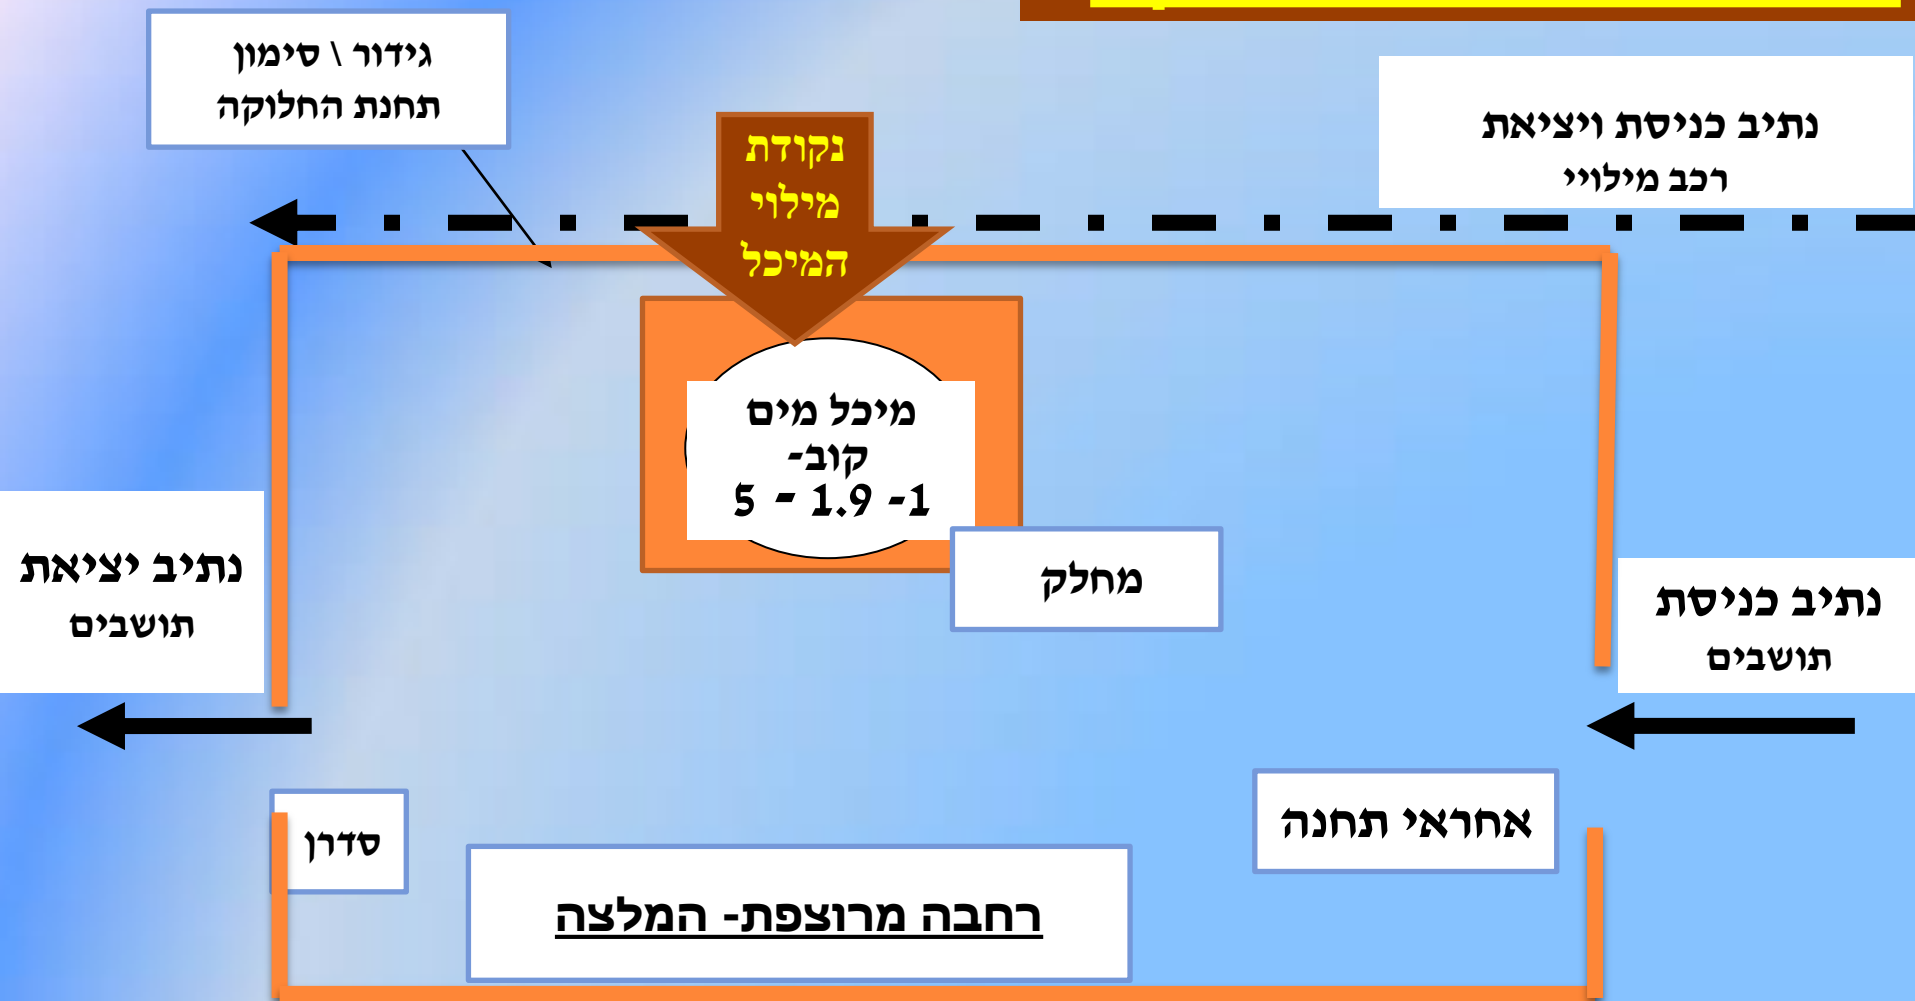 גידור \ סימון
תחנת החלוקה
נתיב כניסת ויציאת
רכב מילויי
נקודת
מילוי
המיכל
מיכל מים
קוב-
1- 1.9 - 5
מחלק
נתיב יציאת
תושבים
נתיב כניסת
תושבים
אחראי תחנה
סדרן
רחבה מרוצפת- המלצה